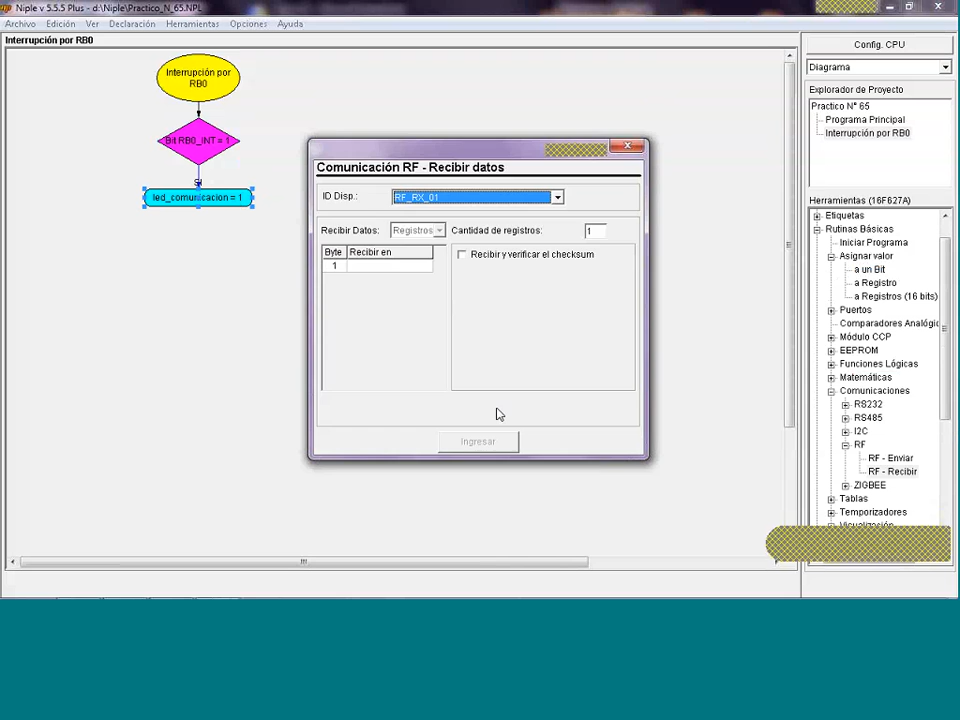 Niple v 5.5.5 Plus - d:\Niple\Practico_N_65.NPL
Archivo Edición Ver Declaración Herramientas Opciones Ayuda
Interrupción por RB0
Interrupción por
RB0
Bit RB0_INT = 1
SI
led_comunicacion = 1
Comunicación RF - Recibir datos
ID Disp.: RF_RX_01
Recibir Datos: Registros Cantidad de registros: 1
Byte Recibir en
1
Recibir y verificar el checksum
Ingresar
Config. CPU
Diagrama
Explorador de Proyecto
Practico N° 65
Programa Principal
Interrupción por RB0
Herramientas (16F627A)
Etiquetas
Rutinas Básicas
Iniciar Programa
Asignar valor
a un Bit
a Registro
a Registros (16 bits)
Puertos
Comparadores Analógic
Módulo CCP
EEPROM
Funciones Lógicas
Matemáticas
Comunicaciones
RS232
RS485
I2C
RF
RF - Enviar
RF - Recibir
ZIGBEE
Tablas
Temporizadores
Visualización